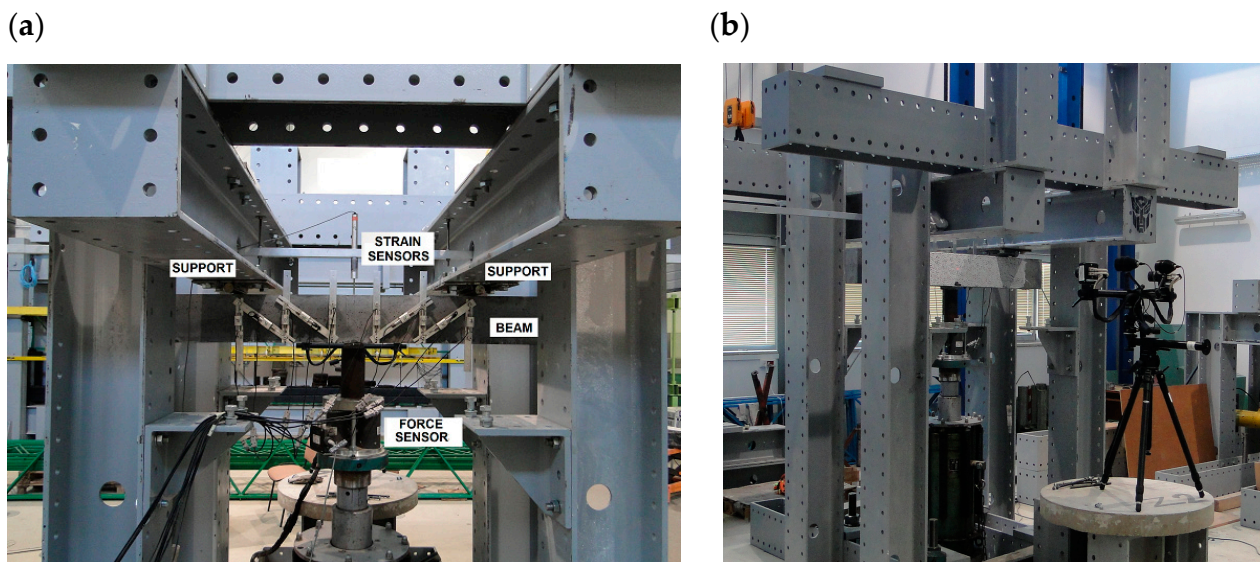 (a)
(b)
STRAIN
SENSORS
SUPPORT
SUPPORT
BEAM
FORCE
SENSOR